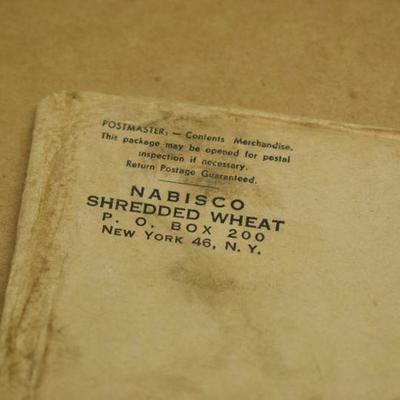 POSTMASTER: — Contents Merchandise.
This package may be opened for postal
inspection if necessary.
Return Postage Guaranteed.
NABISCO
SHREDDED WHEAT
P. O. BOX 200
NEW YORK 46, N. Y.